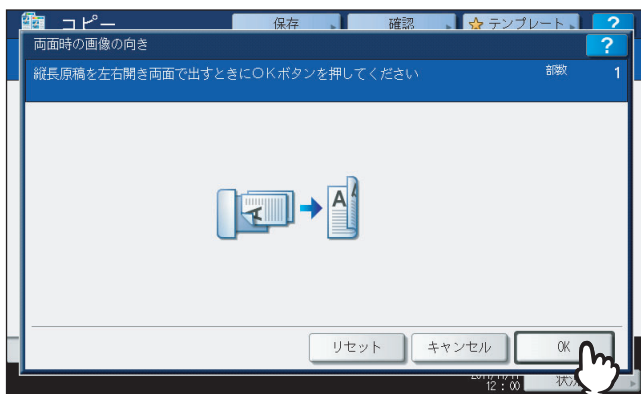 コピー
保存
確認
テンプレート
?
両面時の画像の向き
?
縦長原稿を左右開き両面で出すときにOKボタンを押してください
部数
1
A
A
リセット
キャンセル
OK
12:00